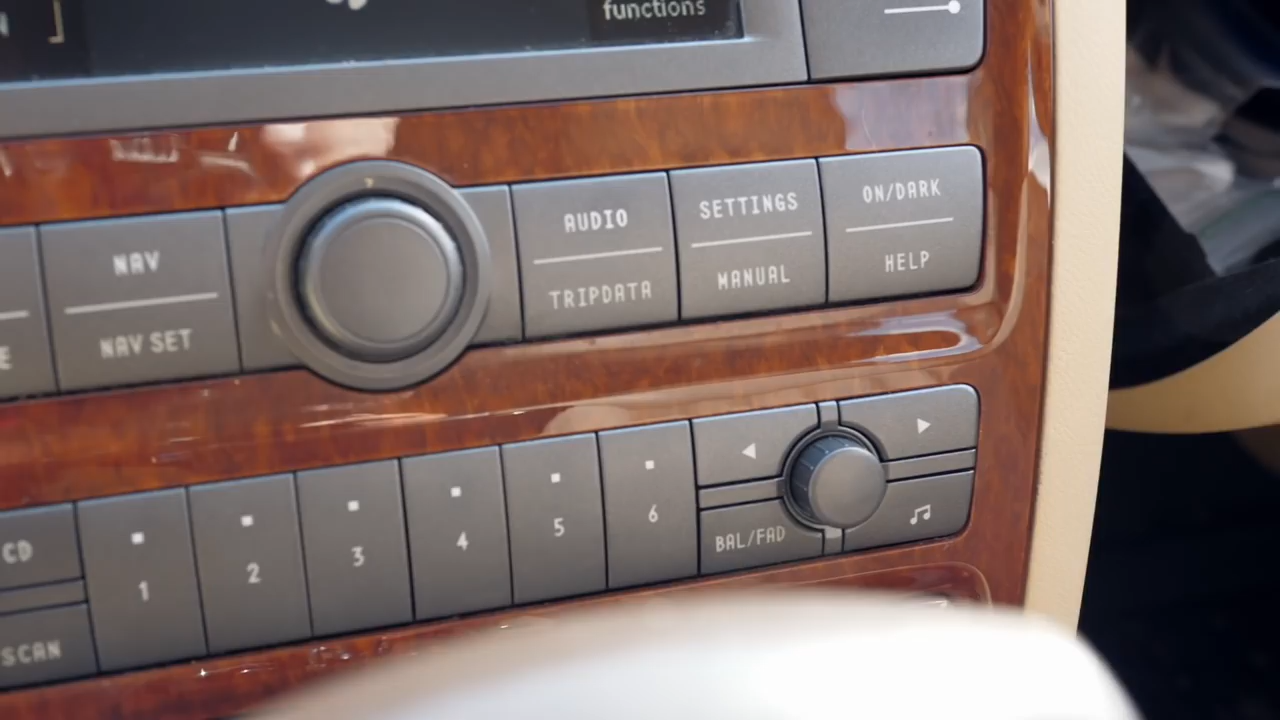 functions
NAV
NAV SET
AUDIO
TRIPDATA
SETTINGS
MANUAL
ON/DARK
HELP
CD
SCAN
1
2
3
4
5
6
BAL/FAD